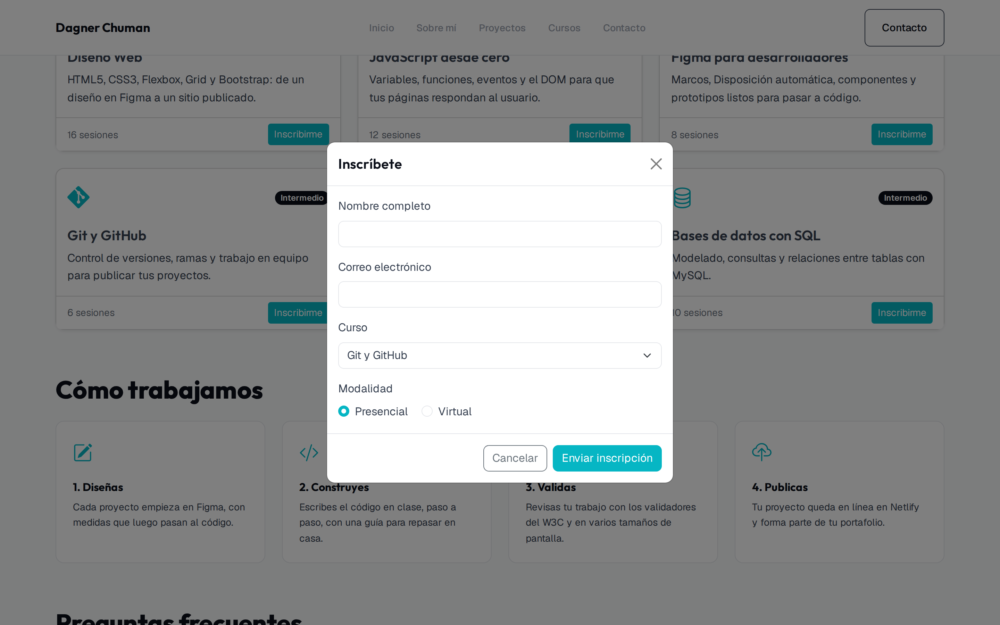 Dagner Chuman
Inicio
Sobre mí
Proyectos
Cursos
Contacto
Contacto
Diseño Web
HTML5, CSS3, Flexbox, Grid y Bootstrap: de un
diseño en Figma a un sitio publicado.
16 sesiones
Inscribirme
JavaScript desde cero
Variables, funciones, eventos y el DOM para que
tus páginas respondan al usuario.
12 sesiones
Inscribirme
Figma para desarrolladores
Marcos, Disposición automática, componentes y
prototipos listos para pasar a código.
8 sesiones
Inscribirme
Intermedio
Git y GitHub
Control de versiones, ramas y trabajo en equipo
para publicar tus proyectos.
6 sesiones
Inscribirme
Inscríbete
Nombre completo
Correo electrónico
Curso
Git y GitHub
Modalidad
Presencial
Virtual
Cancelar
Enviar inscripción
Intermedio
Bases de datos con SQL
Modelado, consultas y relaciones entre tablas con
MySQL.
10 sesiones
Inscribirme
Cómo trabajamos
1. Diseñas
Cada proyecto empieza en Figma, con
medidas que luego pasan al código.
2. Construyes
Escribes el código en clase, paso a
paso, con una guía para repasar en
casa.
3. Validas
Revisas tu trabajo con los validadores
del W3C y en varios tamaños de
pantalla.
4. Publicas
Tu proyecto queda en línea en Netlify
y forma parte de tu portafolio.
Preguntas frecuentes